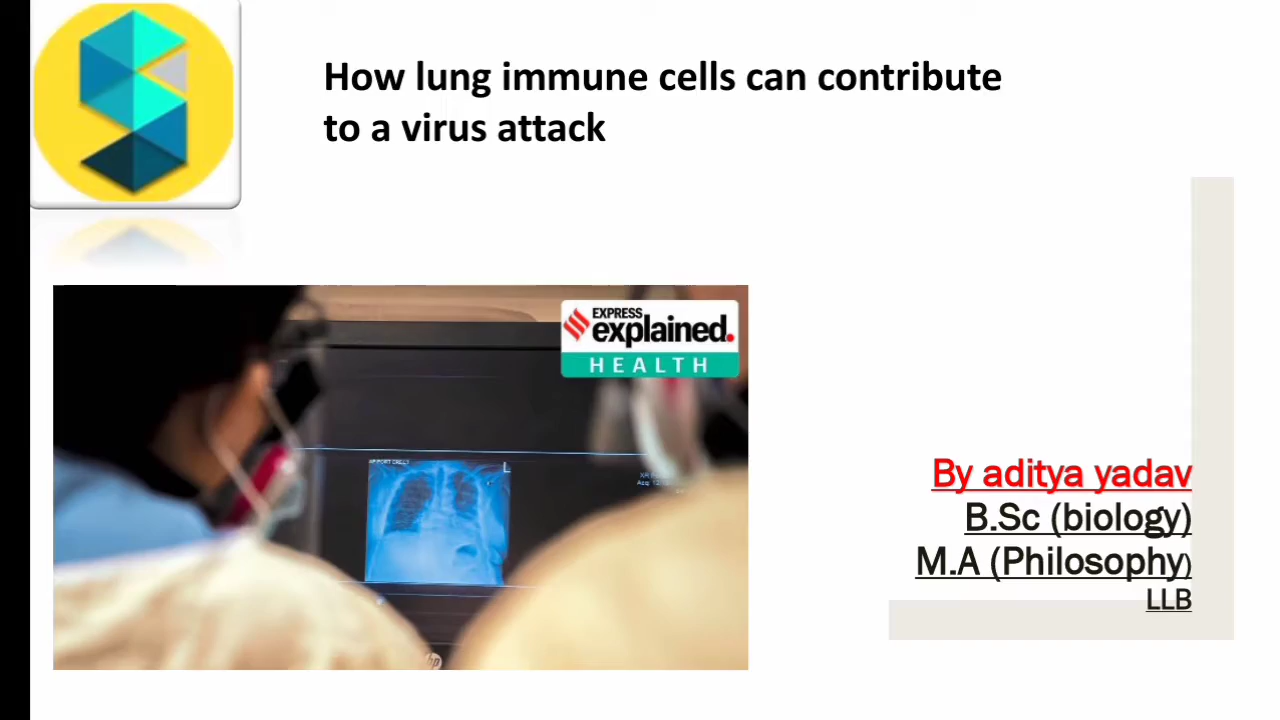 How lung immune cells can contribute
to a virus attack
EXPRESS
explained.
HEALTH
L
hp
By aditya yadav
B.Sc (biology)
M.A (Philosophy)
LLB